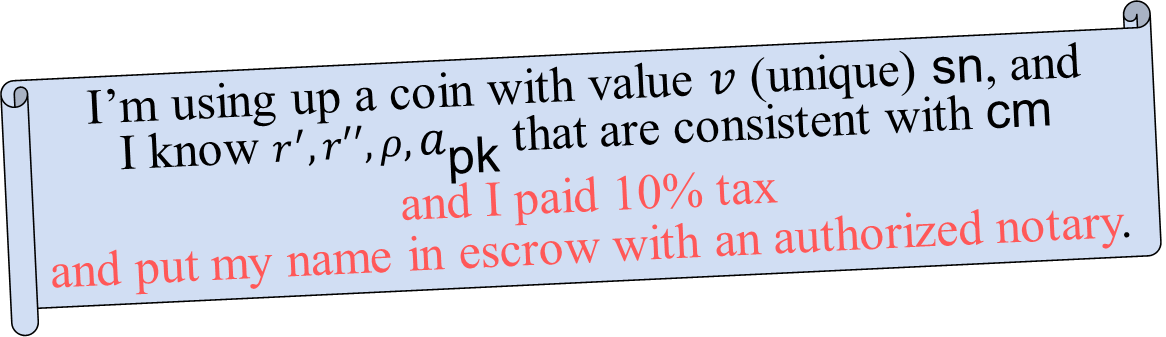 I’m using up a coin with value 𝑣 (unique) sn, and
I know 𝑟′, 𝑟′′, 𝜌, 𝑎pk that are consistent with cm
and I paid 10% tax
and put my name in escrow with an authorized notary.